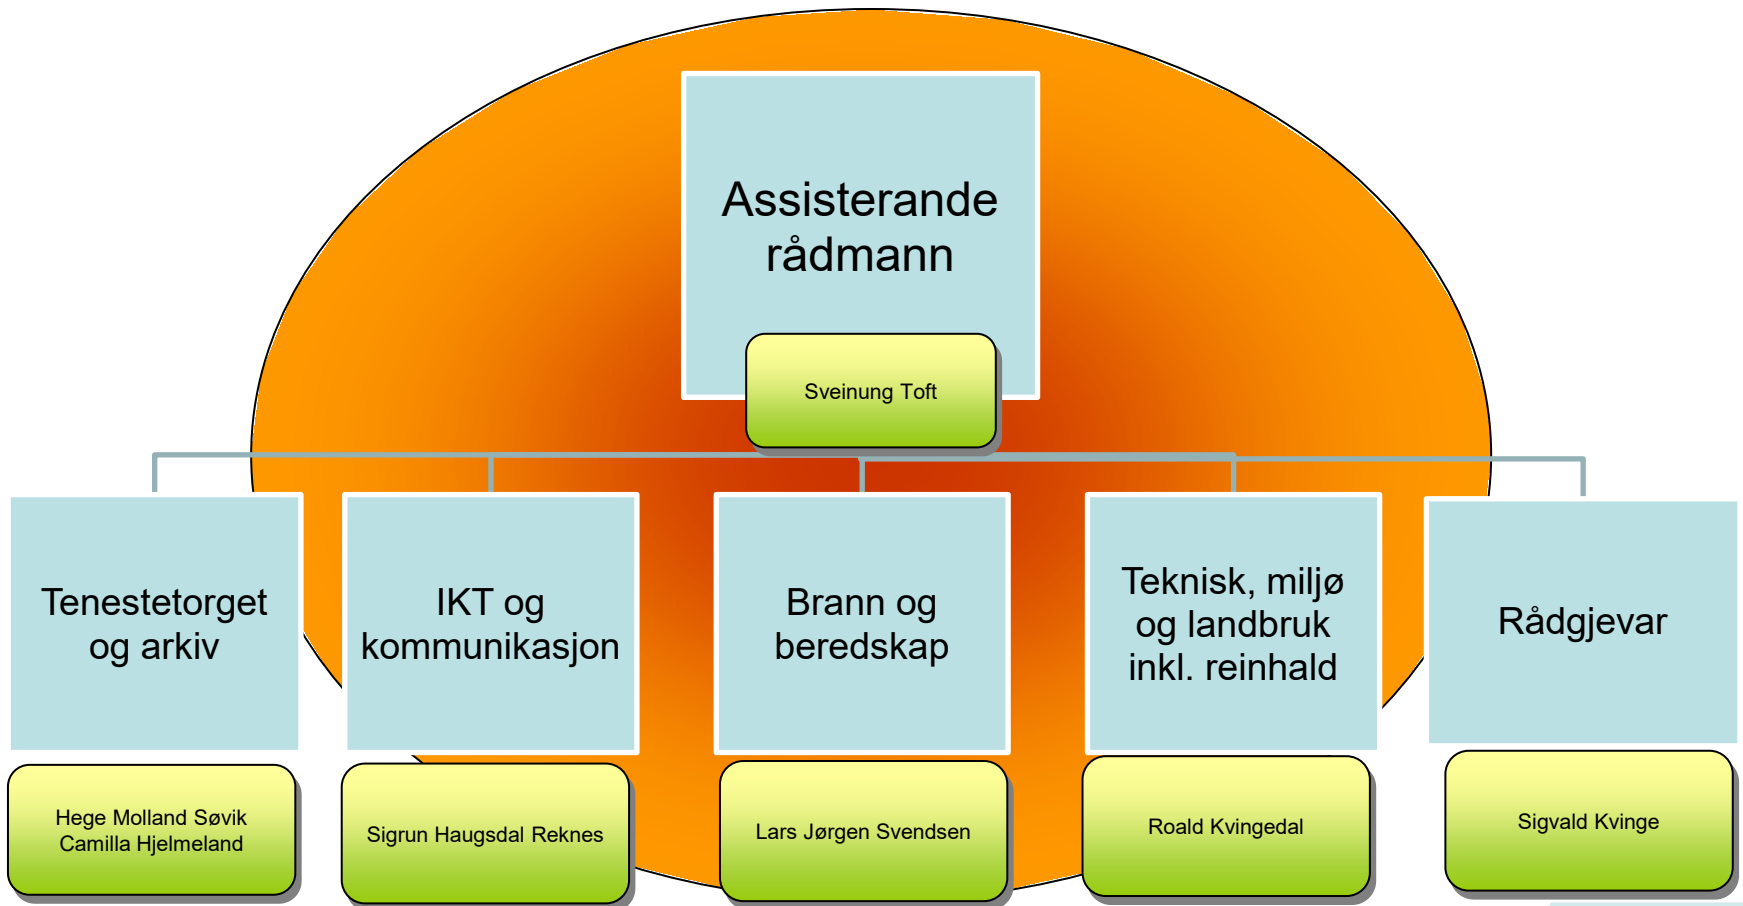 Assisterande
rådmann
Sveinung Toft
Tenestetorget
og arkiv
IKT og
kommunikasjon
Brann og
beredskap
Teknisk, miljø
og landbruk
inkl. reinhald
Rådgjevar
Hege Molland Søvik
Camilla Hjelmeland
Sigrun Haugsdal Reknes
Lars Jørgen Svendsen
Roald Kvingedal
Sigvald Kvinge